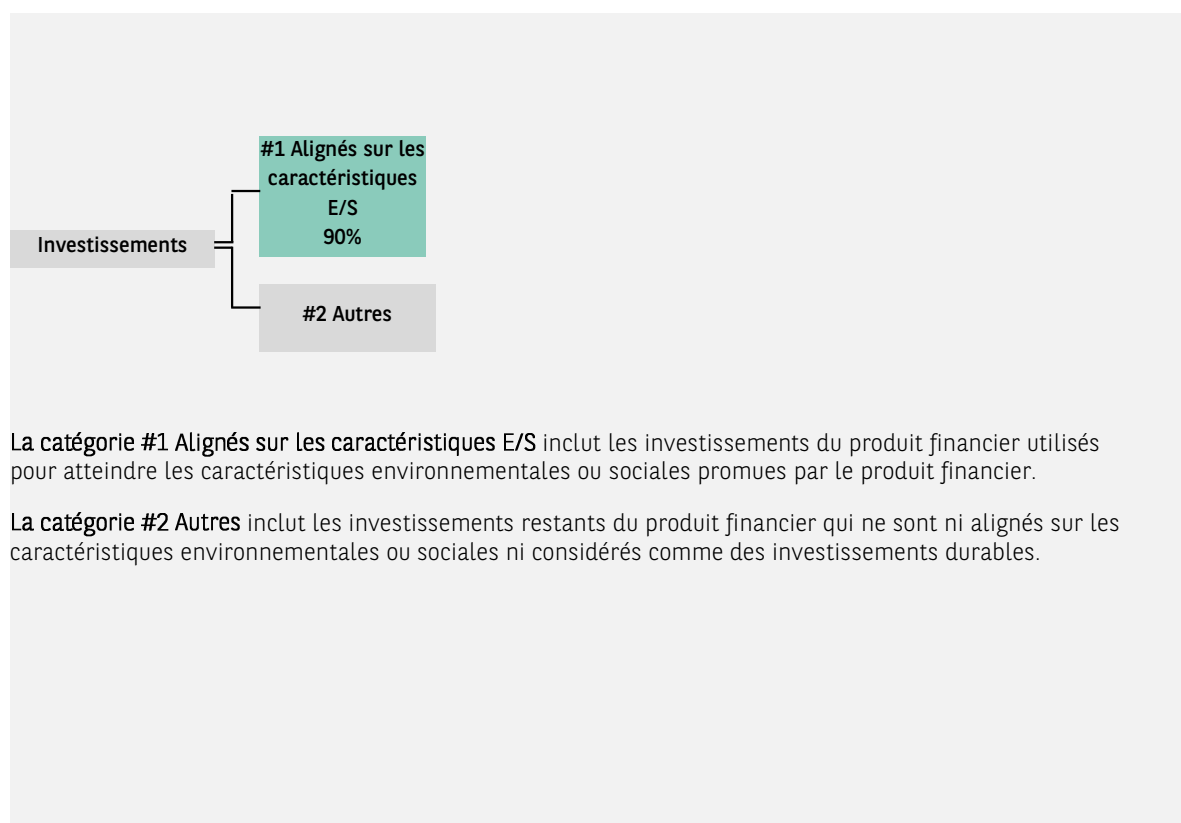 #1 Alignés sur les
caractéristiques
E/S
90%
Investissements
#2 Autres
La catégorie #1 Alignés sur les caractéristiques E/S inclut les investissements du produit financier utilisés
pour atteindre les caractéristiques environnementales ou sociales promues par le produit financier.
La catégorie #2 Autres inclut les investissements restants du produit financier qui ne sont ni alignés sur les
caractéristiques environnementales ou sociales ni considérés comme des investissements durables.